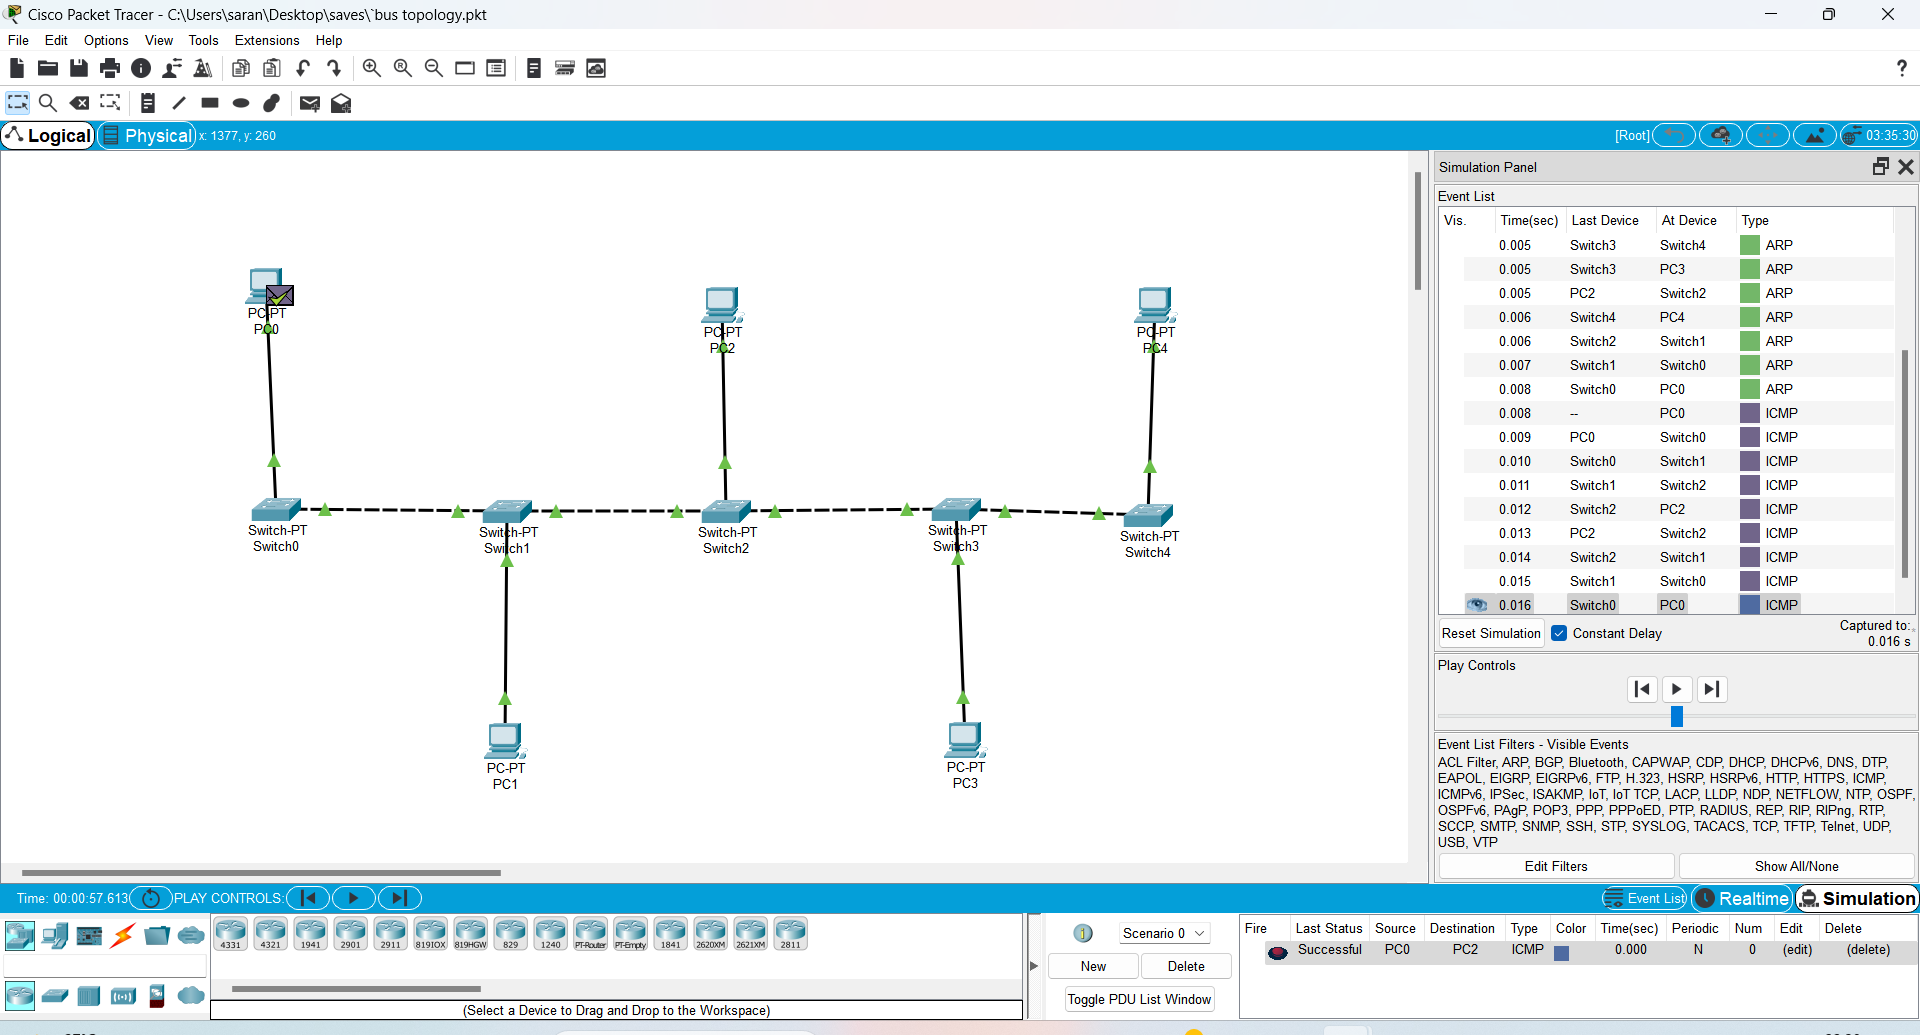 Cisco Packet Tracer - C:\Users\saran\Desktop\saves\`bus topology.pkt
File Edit Options View Tools Extensions Help
?
Logical Physical x: 1377, y: 260 [Root] 03:35:30
PC-PT
PC0
PC-PT
PC2
PC-PT
PC4
Switch-PT
Switch0
Switch-PT
Switch1
Switch-PT
Switch2
Switch-PT
Switch3
Switch-PT
Switch4
PC-PT
PC1
PC-PT
PC3
Simulation Panel
Event List
Vis. Time(sec) Last Device At Device Type
0.005 Switch3 Switch4 ARP
0.005 Switch3 PC3 ARP
0.005 PC2 Switch2 ARP
0.006 Switch4 PC4 ARP
0.006 Switch2 Switch1 ARP
0.007 Switch1 Switch0 ARP
0.008 Switch0 PC0 ARP
0.008 -- PC0 ICMP
0.009 PC0 Switch0 ICMP
0.010 Switch0 Switch1 ICMP
0.011 Switch1 Switch2 ICMP
0.012 Switch2 PC2 ICMP
0.013 PC2 Switch2 ICMP
0.014 Switch2 Switch1 ICMP
0.015 Switch1 Switch0 ICMP
0.016 Switch0 PC0 ICMP
Reset Simulation Constant Delay Captured to:
0.016 s
Play Controls
Event List Filters - Visible Events
ACL Filter, ARP, BGP, Bluetooth, CAPWAP, CDP, DHCP, DHCPv6, DNS, DTP,
EAPOL, EIGRP, EIGRPv6, FTP, H.323, HSRP, HSRPv6, HTTP, HTTPS, ICMP,
ICMPv6, IPSec, ISAKMP, IoT, IoT TCP, LACP, LLDP, NDP, NETFLOW, NTP, OSPF,
OSPFv6, PAgP, POP3, PPP, PPPoED, PTP, RADIUS, REP, RIP, RIPng, RTP,
SCCP, SMTP, SNMP, SSH, STP, SYSLOG, TACACS, TCP, TFTP, Telnet, UDP,
USB, VTP
Edit Filters Show All/None
Time: 00:00:57.613 PLAY CONTROLS: Event List Realtime Simulation
4331 4321 1941 2901 2911 819IOX 819HGW 829 1240 PT-Router PT-Empty 1841 2620XM 2621XM 2811
(Select a Device to Drag and Drop to the Workspace)
1 Scenario 0
New Delete
Toggle PDU List Window
Fire Last Status Source Destination Type Color Time(sec) Periodic Num Edit Delete
Successful PC0 PC2 ICMP 0.000 N 0 (edit) (delete)